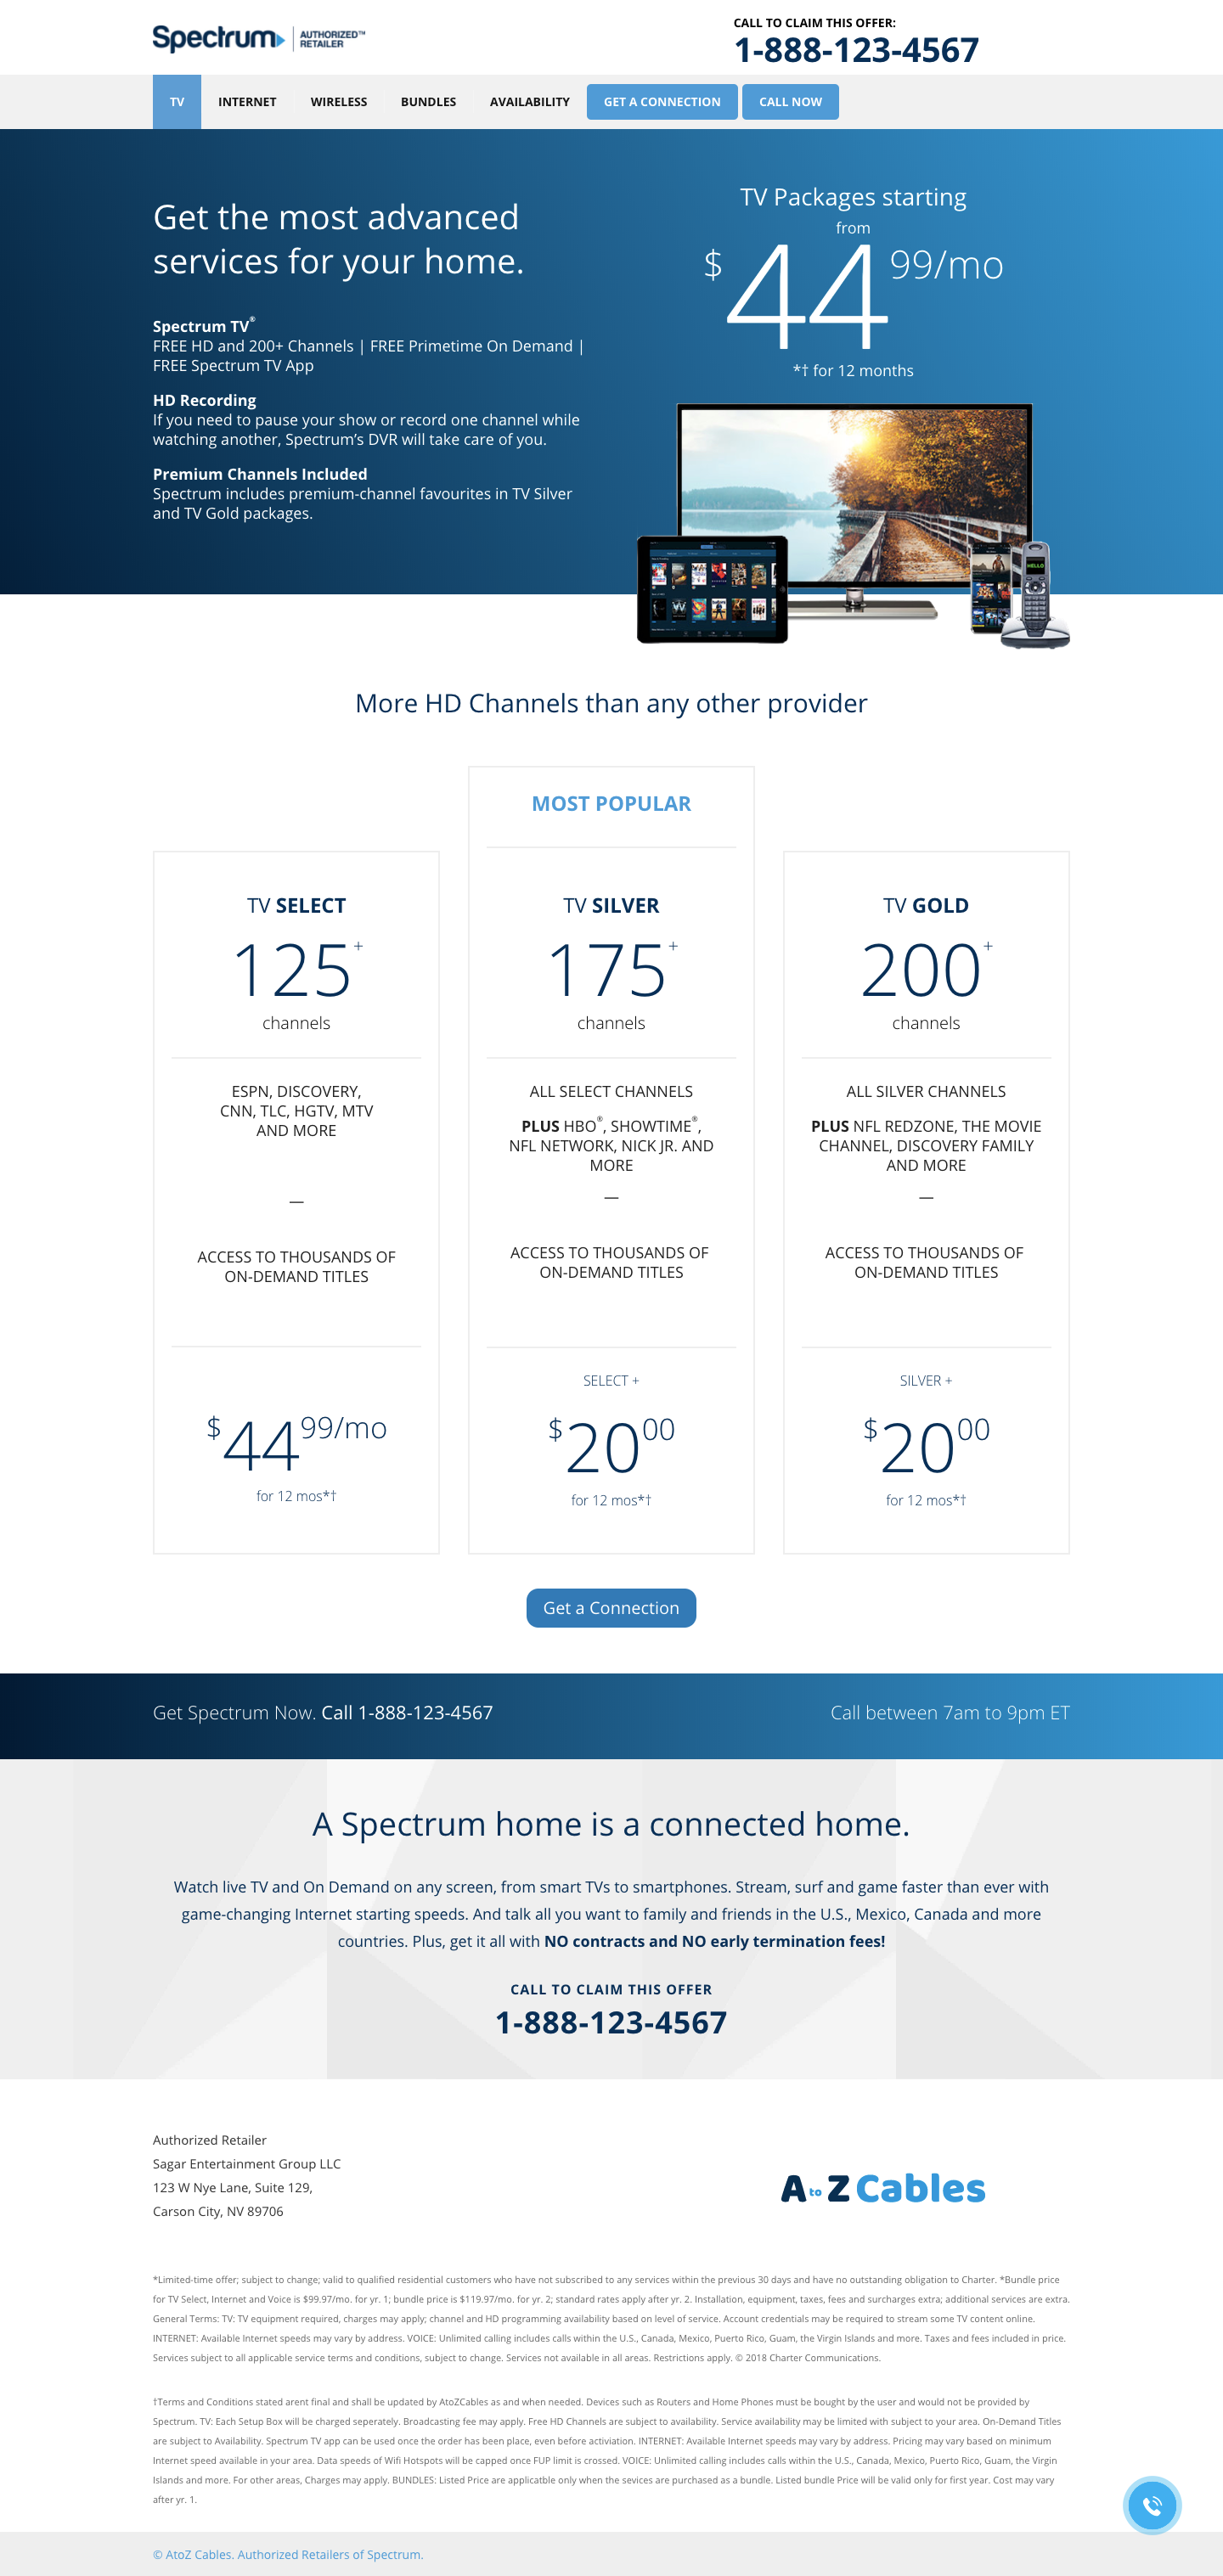 Spectrum AUTHORIZED™
RETAILER
CALL TO CLAIM THIS OFFER:
1-888-123-4567
TV INTERNET WIRELESS BUNDLES AVAILABILITY GET A CONNECTION CALL NOW
Get the most advanced
services for your home.
Spectrum TV®
FREE HD and 200+ Channels | FREE Primetime On Demand |
FREE Spectrum TV App
HD Recording
If you need to pause your show or record one channel while
watching another, Spectrum’s DVR will take care of you.
Premium Channels Included
Spectrum includes premium-channel favourites in TV Silver
and TV Gold packages.
TV Packages starting
from
$44 99/mo
*† for 12 months
HELLO
More HD Channels than any other provider
TV SELECT
125+
channels
ESPN, DISCOVERY,
CNN, TLC, HGTV, MTV
AND MORE
—
ACCESS TO THOUSANDS OF
ON-DEMAND TITLES
$44 99/mo
for 12 mos*†
MOST POPULAR
TV SILVER
175+
channels
ALL SELECT CHANNELS
PLUS HBO®, SHOWTIME®,
NFL NETWORK, NICK JR. AND
MORE
—
ACCESS TO THOUSANDS OF
ON-DEMAND TITLES
SELECT +
$20 00
for 12 mos*†
TV GOLD
200+
channels
ALL SILVER CHANNELS
PLUS NFL REDZONE, THE MOVIE
CHANNEL, DISCOVERY FAMILY
AND MORE
—
ACCESS TO THOUSANDS OF
ON-DEMAND TITLES
SILVER +
$20 00
for 12 mos*†
Get a Connection
Get Spectrum Now. Call 1-888-123-4567
Call between 7am to 9pm ET
A Spectrum home is a connected home.
Watch live TV and On Demand on any screen, from smart TVs to smartphones. Stream, surf and game faster than ever with
game-changing Internet starting speeds. And talk all you want to family and friends in the U.S., Mexico, Canada and more
countries. Plus, get it all with NO contracts and NO early termination fees!
CALL TO CLAIM THIS OFFER
1-888-123-4567
Authorized Retailer
Sagar Entertainment Group LLC
123 W Nye Lane, Suite 129,
Carson City, NV 89706
A to Z Cables
*Limited-time offer; subject to change; valid to qualified residential customers who have not subscribed to any services within the previous 30 days and have no outstanding obligation to Charter. *Bundle price
for TV Select, Internet and Voice is $99.97/mo. for yr. 1; bundle price is $119.97/mo. for yr. 2; standard rates apply after yr. 2. Installation, equipment, taxes, fees and surcharges extra; additional services are extra.
General Terms: TV: TV equipment required, charges may apply; channel and HD programming availability based on level of service. Account credentials may be required to stream some TV content online.
INTERNET: Available Internet speeds may vary by address. VOICE: Unlimited calling includes calls within the U.S., Canada, Mexico, Puerto Rico, Guam, the Virgin Islands and more. Taxes and fees included in price.
Services subject to all applicable service terms and conditions, subject to change. Services not available in all areas. Restrictions apply. © 2018 Charter Communications.
†Terms and Conditions stated arent final and shall be updated by AtoZCables as and when needed. Devices such as Routers and Home Phones must be bought by the user and would not be provided by
Spectrum. TV: Each Setup Box will be charged seperately. Broadcasting fee may apply. Free HD Channels are subject to availability. Service availability may be limited with subject to your area. On-Demand Titles
are subject to Availability. Spectrum TV app can be used once the order has been place, even before activiation. INTERNET: Available Internet speeds may vary by address. Pricing may vary based on minimum
Internet speed available in your area. Data speeds of Wifi Hotspots will be capped once FUP limit is crossed. VOICE: Unlimited calling includes calls within the U.S., Canada, Mexico, Puerto Rico, Guam, the Virgin
Islands and more. For other areas, Charges may apply. BUNDLES: Listed Price are applicatble only when the sevices are purchased as a bundle. Listed bundle Price will be valid only for first year. Cost may vary
after yr. 1.
© AtoZ Cables. Authorized Retailers of Spectrum.